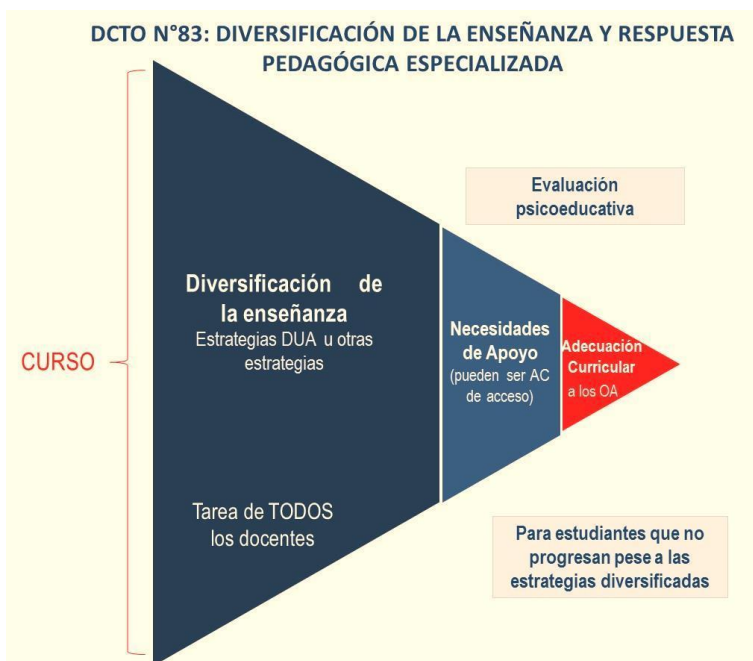 DCTO N°83: DIVERSIFICACIÓN DE LA ENSEÑANZA Y RESPUESTA
PEDAGÓGICA ESPECIALIZADA
CURSO
Diversificación de
la enseñanza
Estrategias DUA u otras
estrategias
Tarea de TODOS
los docentes
Necesidades
de Apoyo
(pueden ser AC
de acceso)
Adecuación
Curricular
a los OA
Evaluación
psicoeducativa
Para estudiantes que no
progresan pese a las
estrategias diversificadas